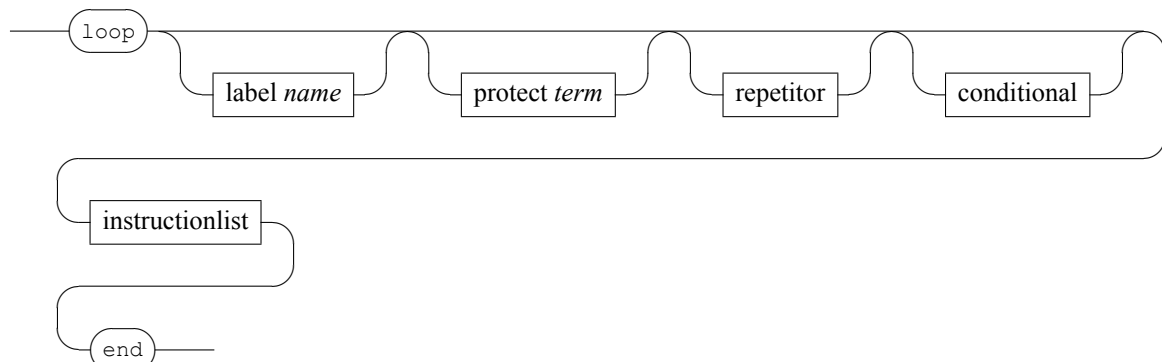 loop
label name protect term repetitor conditional
instructionlist
end